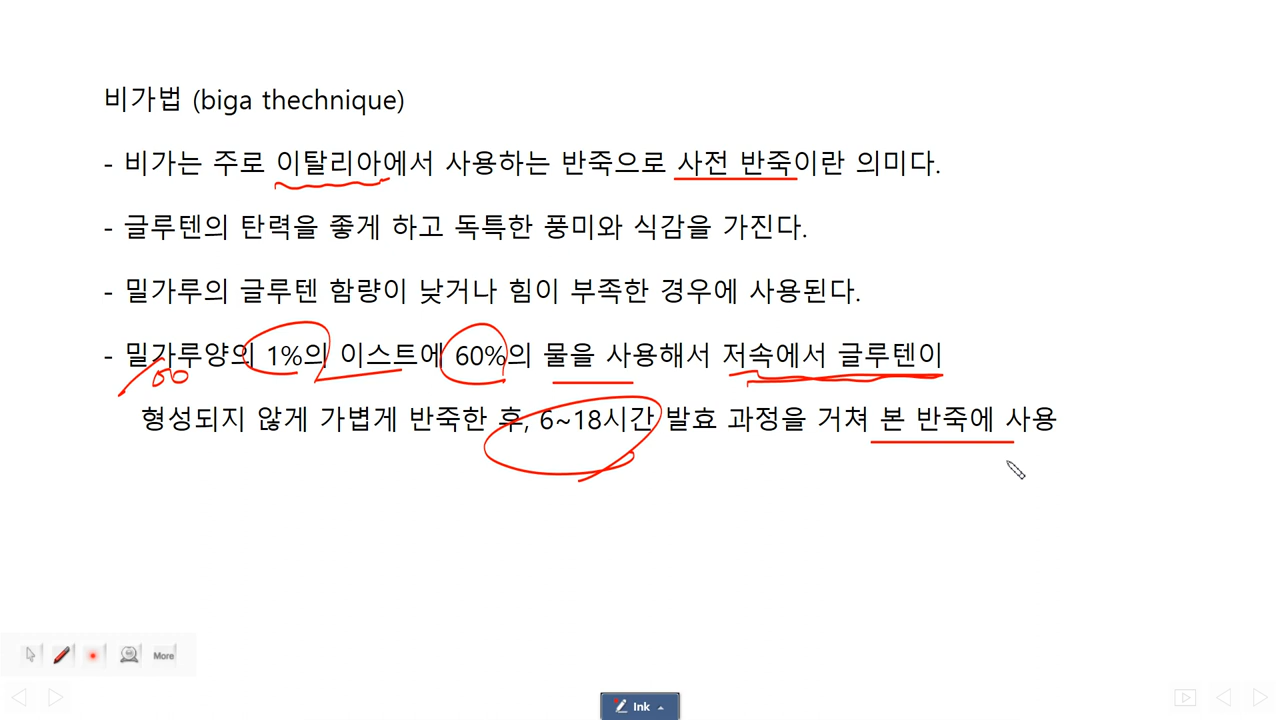 비가법 (biga thechnique)
- 비가는 주로 이탈리아에서 사용하는 반죽으로 사전 반죽이란 의미다.
- 글루텐의 탄력을 좋게 하고 독특한 풍미와 식감을 가진다.
- 밀가루의 글루텐 함량이 낮거나 힘이 부족한 경우에 사용된다.
- 밀가루양의 1%의 이스트에 60%의 물을 사용해서 저속에서 글루텐이
형성되지 않게 가볍게 반죽한 후, 6~18시간 발효 과정을 거쳐 본 반죽에 사용
More
Ink